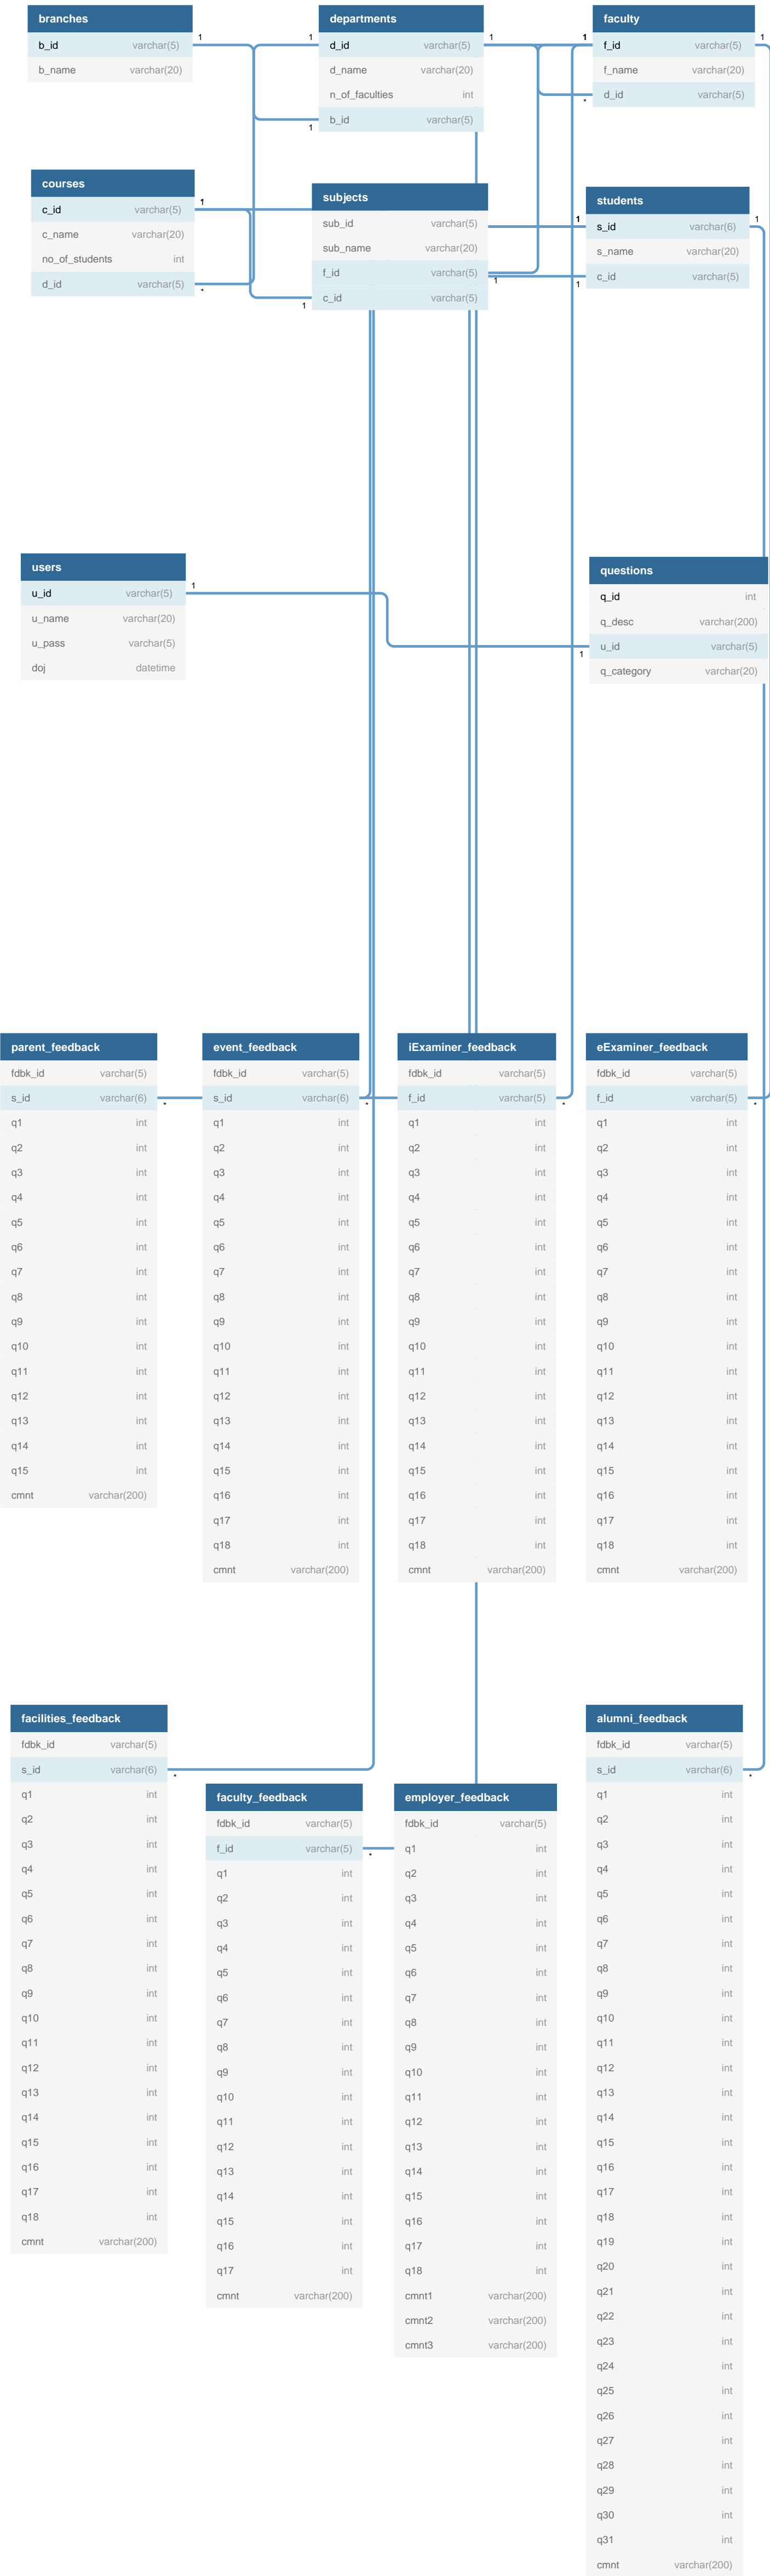 branches
b_id varchar(5)
b_name varchar(20)
1
departments
d_id varchar(5)
d_name varchar(20)
n_of_faculties int
b_id varchar(5)
1
1
1
faculty
f_id varchar(5)
f_name varchar(20)
d_id varchar(5)
1
1
*
courses
c_id varchar(5)
c_name varchar(20)
no_of_students int
d_id varchar(5)
1
*
subjects
sub_id varchar(5)
sub_name varchar(20)
f_id varchar(5)
c_id varchar(5)
1
1
students
s_id varchar(6)
s_name varchar(20)
c_id varchar(5)
1
1
1
users
u_id varchar(5)
u_name varchar(20)
u_pass varchar(5)
doj datetime
1
questions
q_id int
q_desc varchar(200)
u_id varchar(5)
q_category varchar(20)
1
parent_feedback
fdbk_id varchar(5)
s_id varchar(6)
q1 int
q2 int
q3 int
q4 int
q5 int
q6 int
q7 int
q8 int
q9 int
q10 int
q11 int
q12 int
q13 int
q14 int
q15 int
cmnt varchar(200)
*
event_feedback
fdbk_id varchar(5)
s_id varchar(6)
q1 int
q2 int
q3 int
q4 int
q5 int
q6 int
q7 int
q8 int
q9 int
q10 int
q11 int
q12 int
q13 int
q14 int
q15 int
q16 int
q17 int
q18 int
cmnt varchar(200)
*
iExaminer_feedback
fdbk_id varchar(5)
f_id varchar(5)
q1 int
q2 int
q3 int
q4 int
q5 int
q6 int
q7 int
q8 int
q9 int
q10 int
q11 int
q12 int
q13 int
q14 int
q15 int
q16 int
q17 int
q18 int
cmnt varchar(200)
*
eExaminer_feedback
fdbk_id varchar(5)
f_id varchar(5)
q1 int
q2 int
q3 int
q4 int
q5 int
q6 int
q7 int
q8 int
q9 int
q10 int
q11 int
q12 int
q13 int
q14 int
q15 int
q16 int
q17 int
q18 int
cmnt varchar(200)
*
facilities_feedback
fdbk_id varchar(5)
s_id varchar(6)
q1 int
q2 int
q3 int
q4 int
q5 int
q6 int
q7 int
q8 int
q9 int
q10 int
q11 int
q12 int
q13 int
q14 int
q15 int
q16 int
q17 int
q18 int
cmnt varchar(200)
*
faculty_feedback
fdbk_id varchar(5)
f_id varchar(5)
q1 int
q2 int
q3 int
q4 int
q5 int
q6 int
q7 int
q8 int
q9 int
q10 int
q11 int
q12 int
q13 int
q14 int
q15 int
q16 int
q17 int
cmnt varchar(200)
*
employer_feedback
fdbk_id varchar(5)
q1 int
q2 int
q3 int
q4 int
q5 int
q6 int
q7 int
q8 int
q9 int
q10 int
q11 int
q12 int
q13 int
q14 int
q15 int
q16 int
q17 int
q18 int
cmnt1 varchar(200)
cmnt2 varchar(200)
cmnt3 varchar(200)
alumni_feedback
fdbk_id varchar(5)
s_id varchar(6)
q1 int
q2 int
q3 int
q4 int
q5 int
q6 int
q7 int
q8 int
q9 int
q10 int
q11 int
q12 int
q13 int
q14 int
q15 int
q16 int
q17 int
q18 int
q19 int
q20 int
q21 int
q22 int
q23 int
q24 int
q25 int
q26 int
q27 int
q28 int
q29 int
q30 int
q31 int
cmnt varchar(200)
*